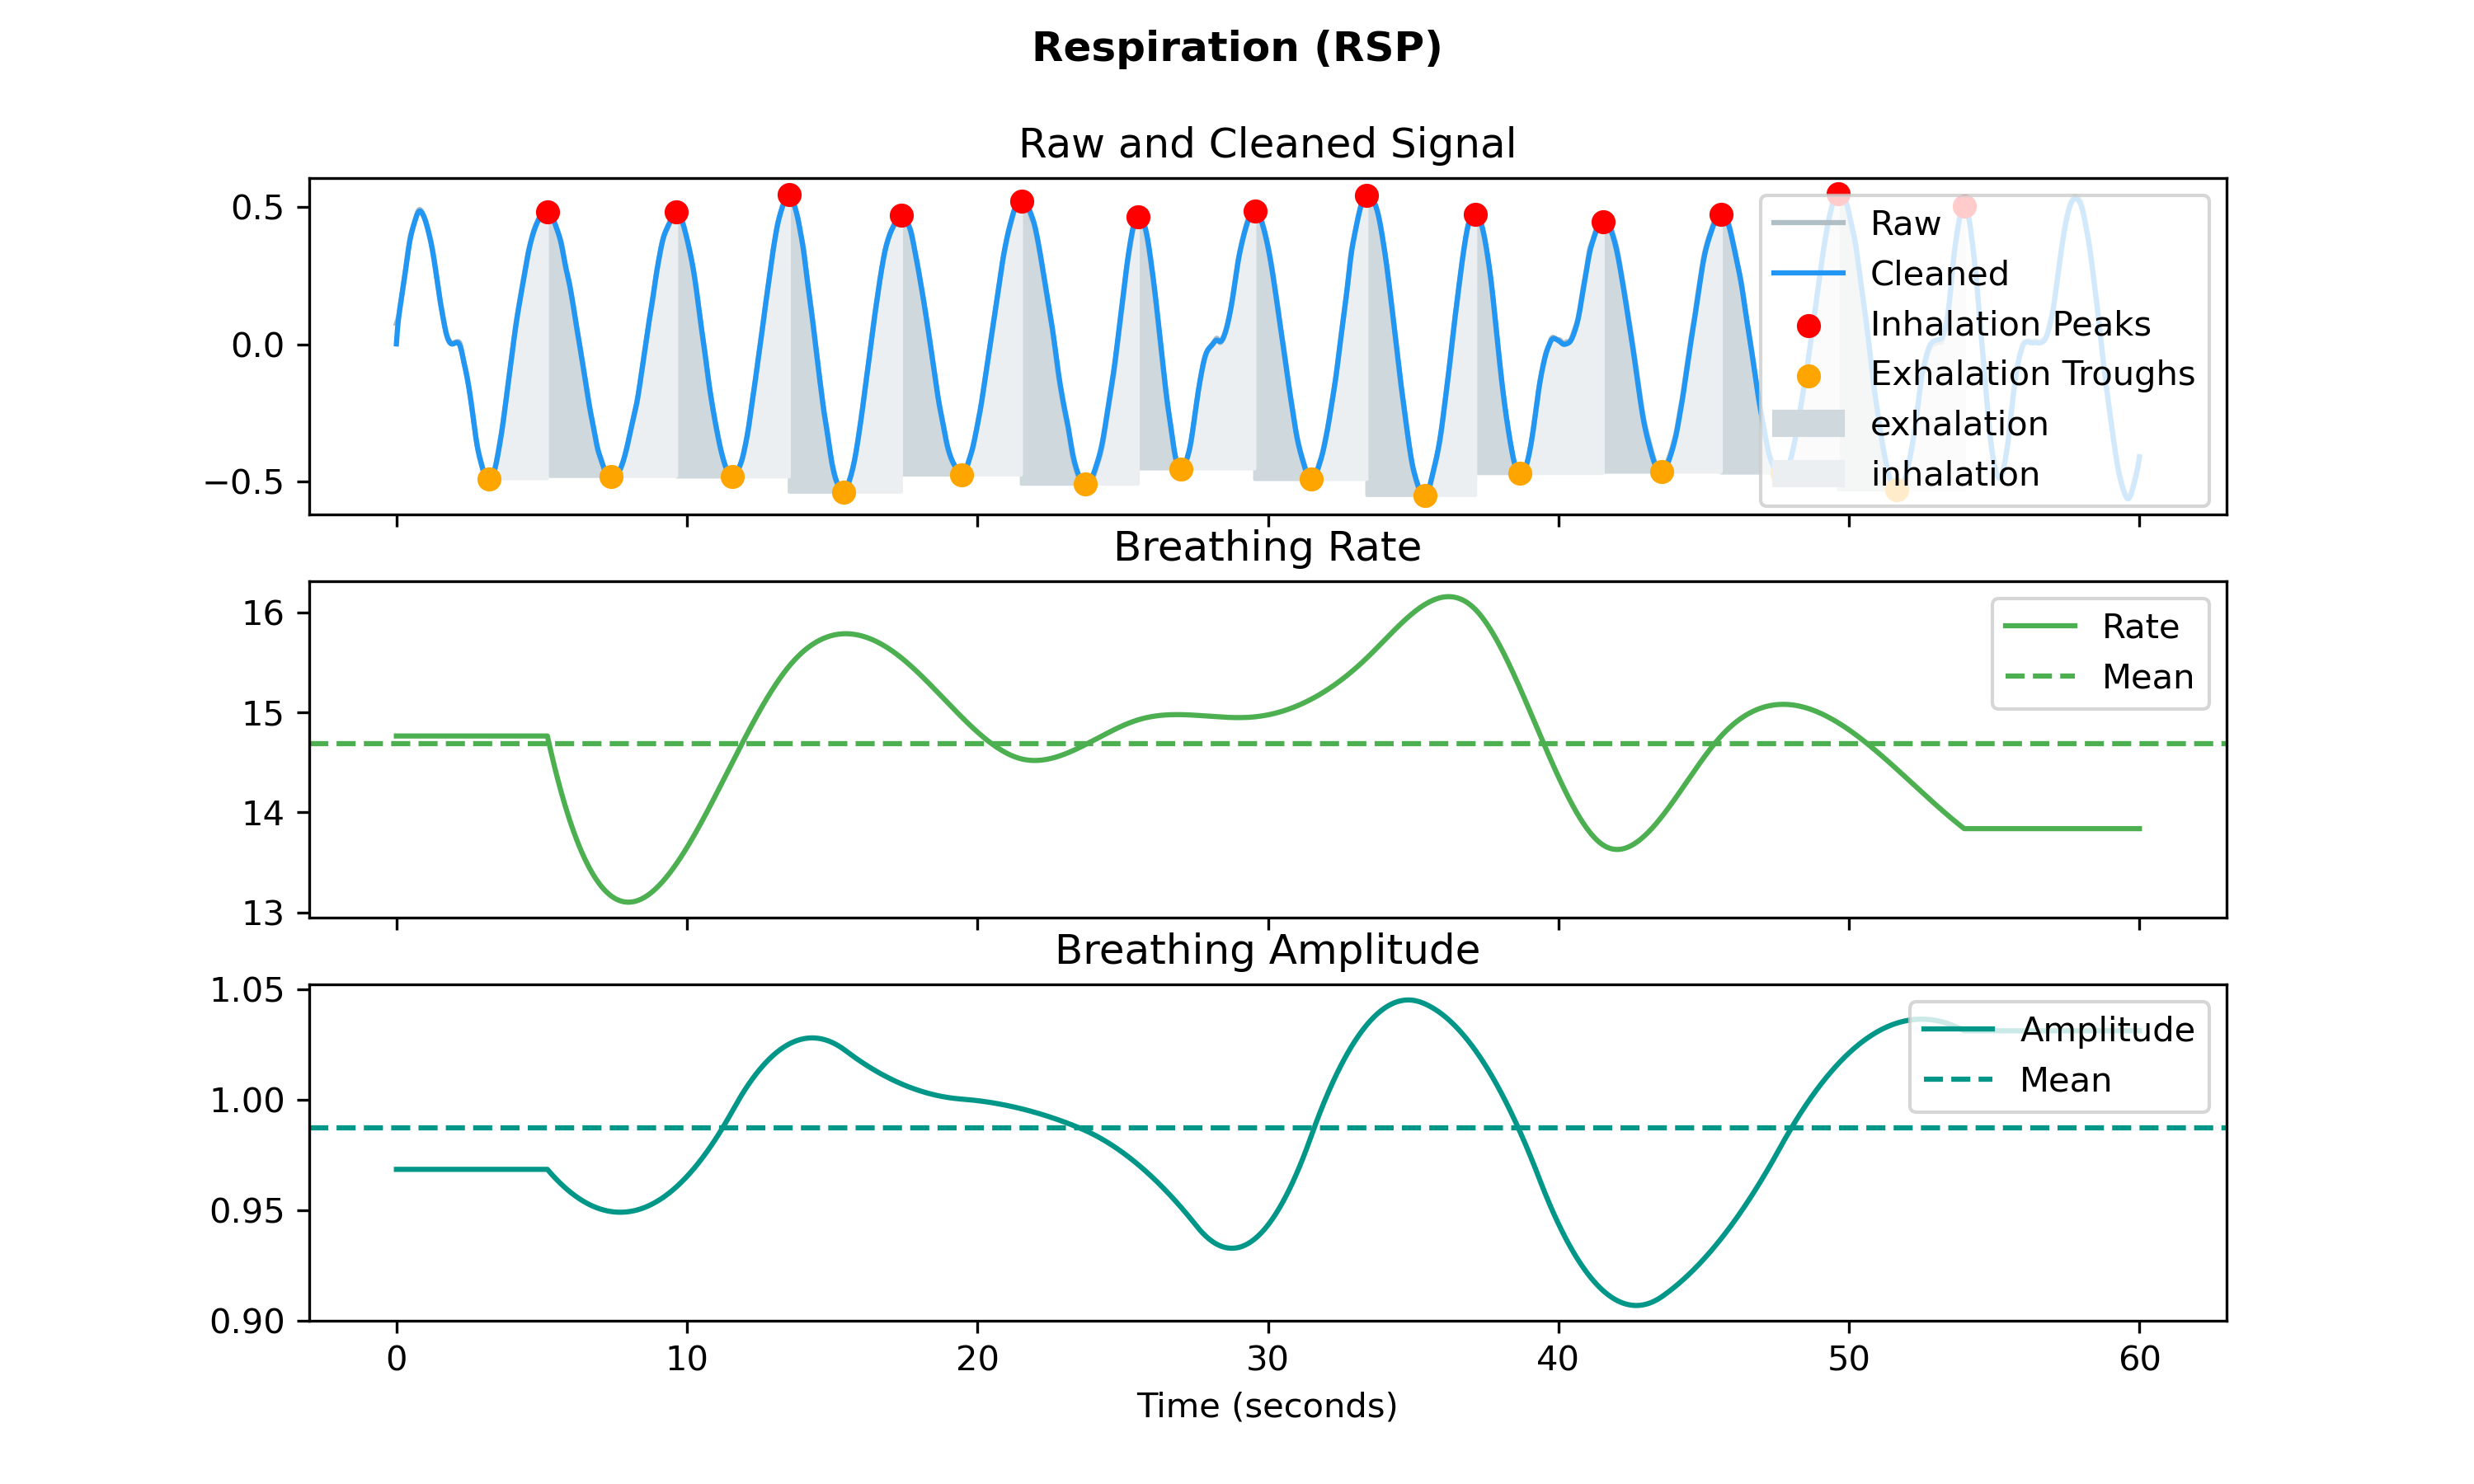 Respiration (RSP)
Raw and Cleaned Signal
0.5
0.0
−0.5
Raw
Cleaned
Inhalation Peaks
Exhalation Troughs
exhalation
inhalation
Breathing Rate
16
15
14
13
Rate
Mean
Breathing Amplitude
1.05
1.00
0.95
0.90
Amplitude
Mean
0 10 20 30 40 50 60
Time (seconds)